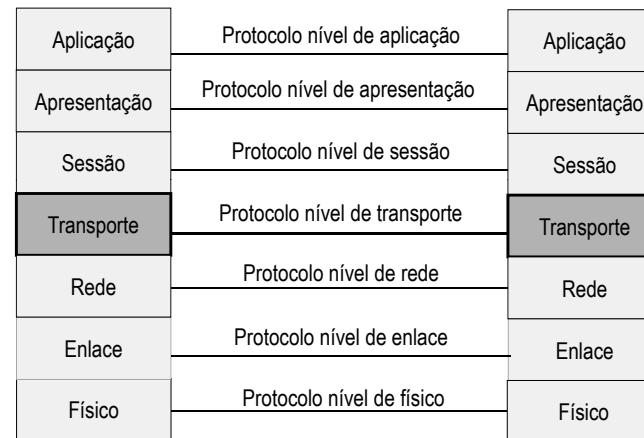 Aplicação Protocolo nível de aplicação Aplicação
Apresentação Protocolo nível de apresentação Apresentação
Sessão Protocolo nível de sessão Sessão
Transporte Protocolo nível de transporte Transporte
Rede Protocolo nível de rede Rede
Enlace Protocolo nível de enlace Enlace
Físico Protocolo nível de físico Físico